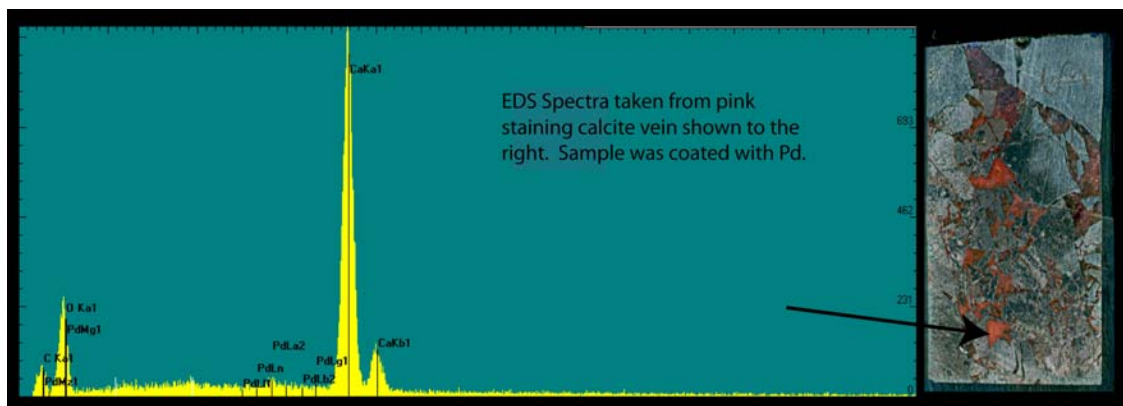 CaKa1
EDS Spectra taken from pink
staining calcite vein shown to the
right. Sample was coated with Pd.
693
462
O Ka1
231
PdMg1
PdLa2
CaKb1
C Ka1
PdLn
PdLg1
PdMz1
PdLl1
PdLb2
0